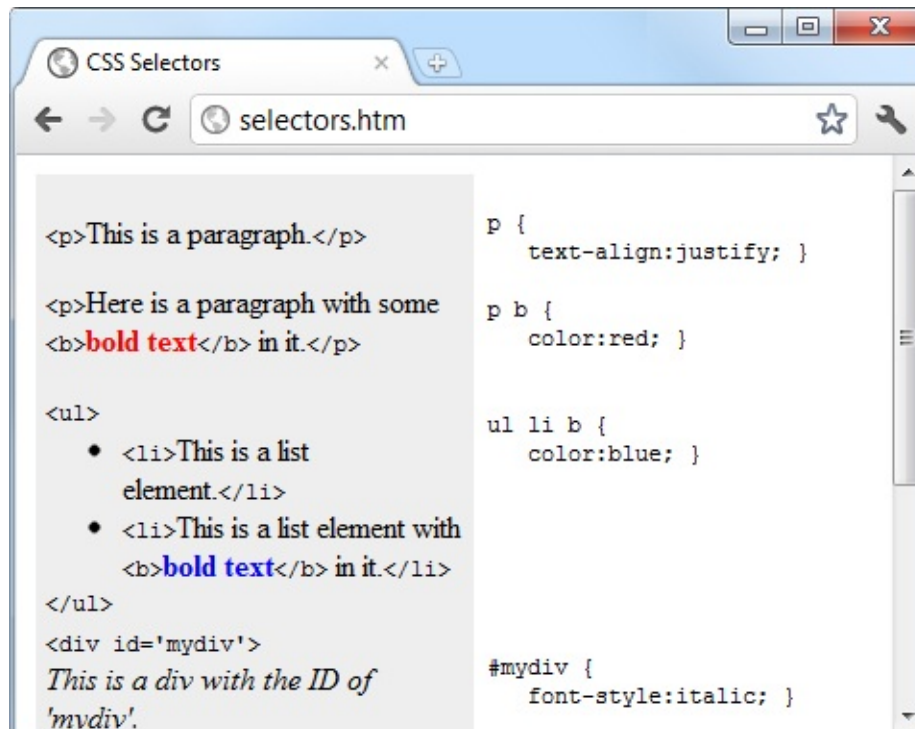 CSS Selectors
selectors.htm
<p>This is a paragraph.</p>
<p>Here is a paragraph with some
<b>bold text</b> in it.</p>
<ul>
• <li>This is a list
element.</li>
• <li>This is a list element with
<b>bold text</b> in it.</li>
</ul>
<div id='mydiv'>
This is a div with the ID of
'mydiv'.
p {
text-align:justify; }
p b {
color:red; }
ul li b {
color:blue; }
#mydiv {
font-style:italic; }